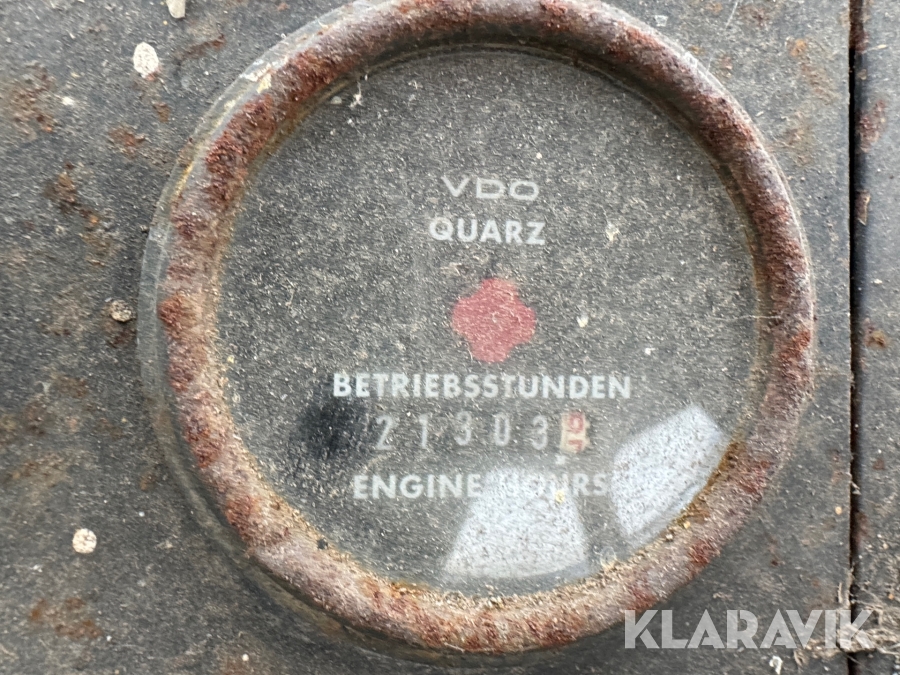 VDO
QUARZ
BETRIEBSSTUNDEN
21303
ENGINE HOURS
KLARAVIK